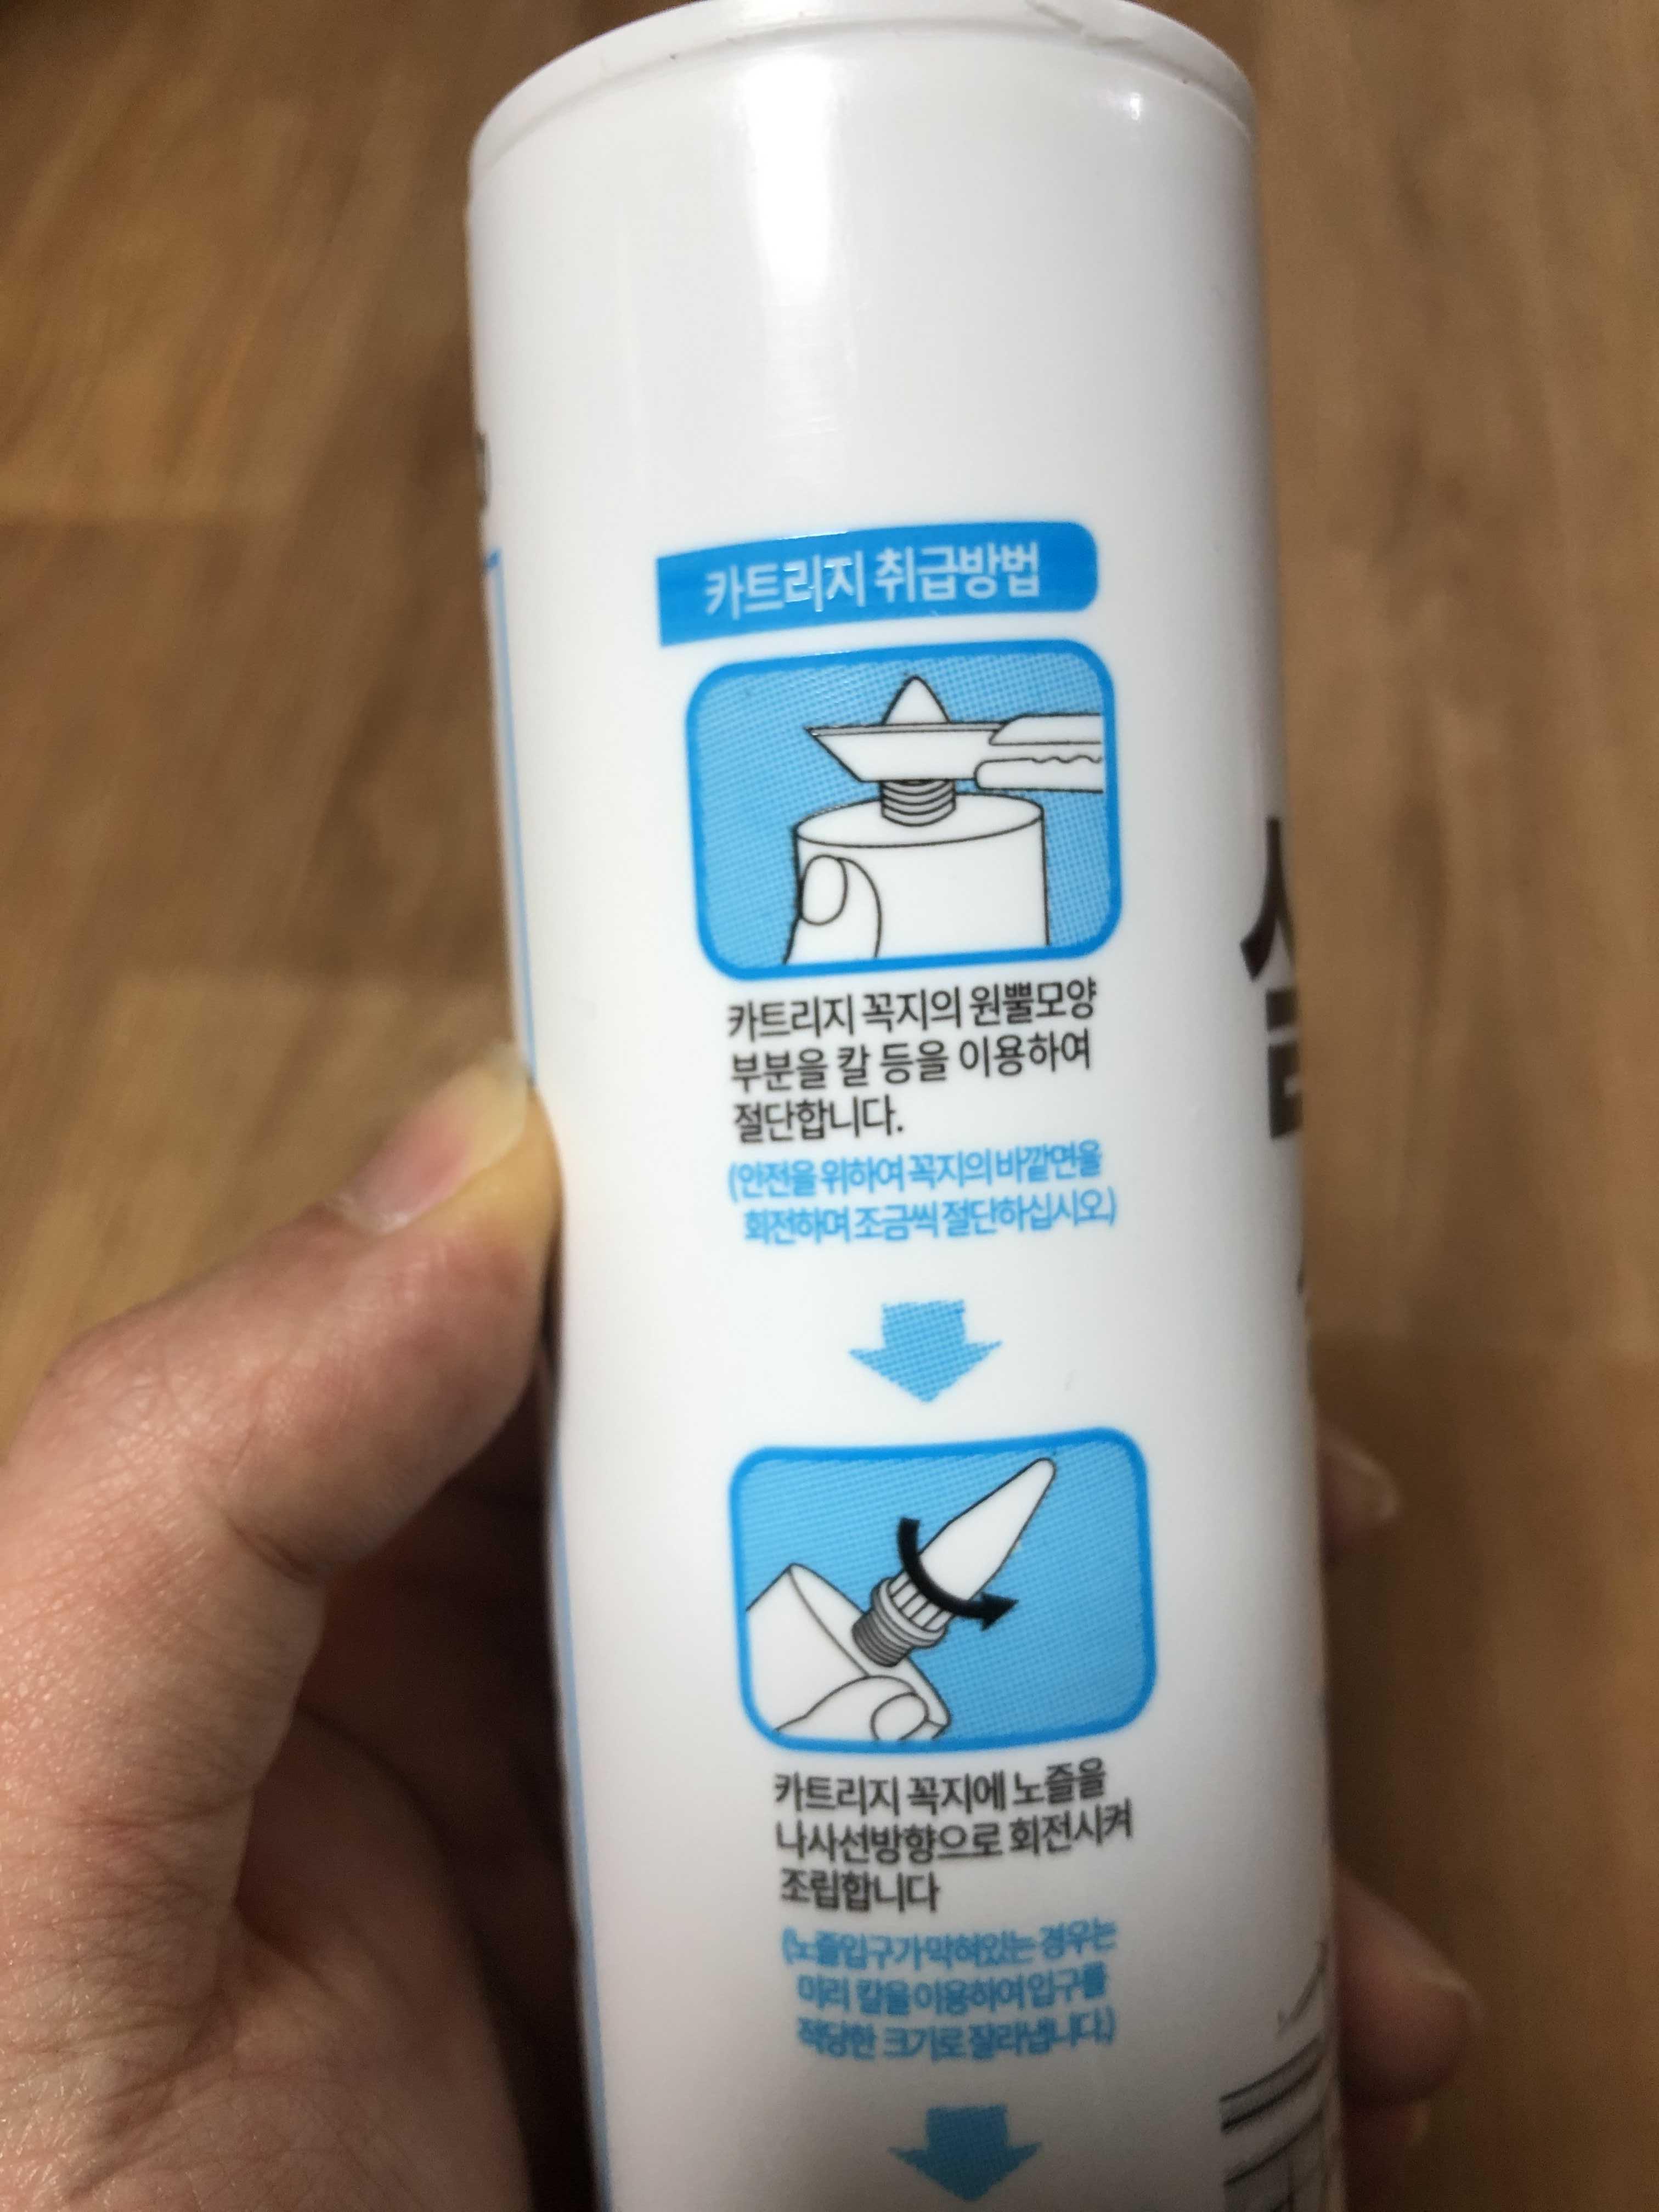 카트리지 취급방법
카트리지 꼭지의 원뿔모양
부분을 칼 등을 이용하여
절단합니다.
(안전을 위하여 꼭지의 바깥면을
회전하며 조금씩 절단하십시오.)
카트리지 꼭지에 노즐을
나사선방향으로 회전시켜
조립합니다
(노즐입구가 막혀있는 경우는
미리 칼을 이용하여 입구를
적당한 크기로 잘라냅니다.)